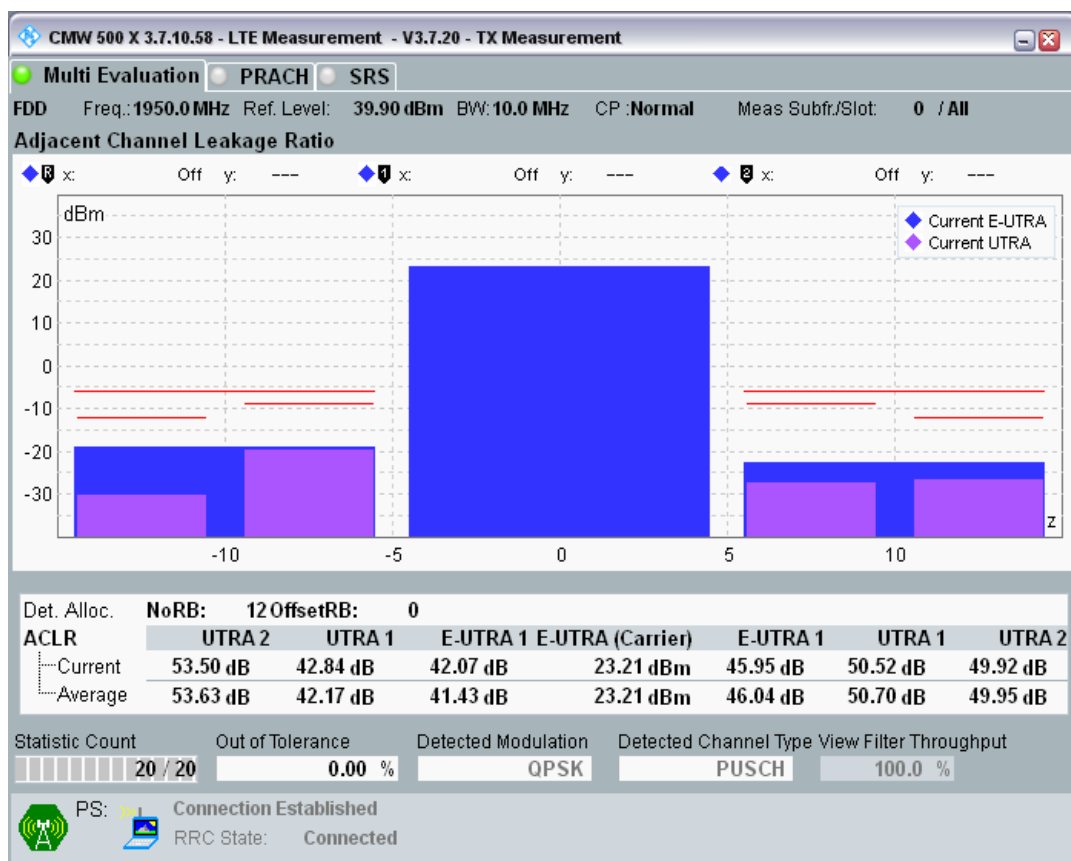 CMW 500 X 3.7.10.58 - LTE Measurement - V3.7.20 - TX Measurement
Multi Evaluation PRACH SRS
FDD Freq.: 1950.0 MHz Ref. Level: 39.90 dBm BW: 10.0 MHz CP : Normal Meas Subfr./Slot: 0 / All
Adjacent Channel Leakage Ratio
R x: Off y: --- 1 x: Off y: --- 2 x: Off y: ---
dBm
Current E-UTRA
Current UTRA
30
20
10
0
-10
-20
-30
z
-10 -5 0 5 10
Det. Alloc. NoRB: 12 OffsetRB: 0
ACLR UTRA 2 UTRA 1 E-UTRA 1 E-UTRA (Carrier) E-UTRA 1 UTRA 1 UTRA 2
Current 53.50 dB 42.84 dB 42.07 dB 23.21 dBm 45.95 dB 50.52 dB 49.92 dB
Average 53.63 dB 42.17 dB 41.43 dB 23.21 dBm 46.04 dB 50.70 dB 49.95 dB
Statistic Count Out of Tolerance Detected Modulation Detected Channel Type View Filter Throughput
20 / 20 0.00 % QPSK PUSCH 100.0 %
PS: Connection Established
RRC State: Connected